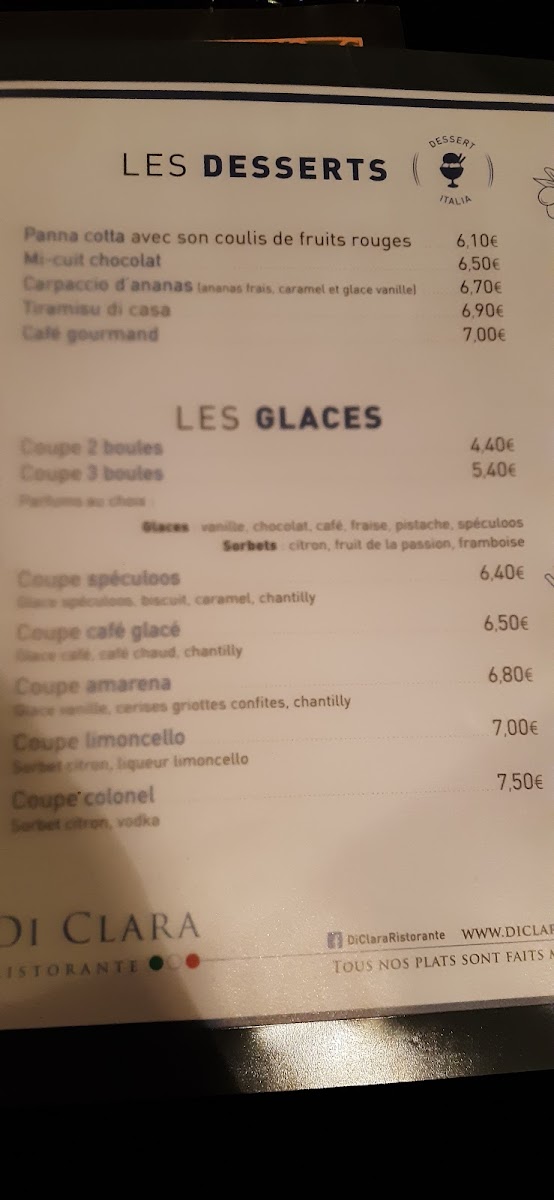 LES DESSERTS
DESSERT
ITALIA
Panna cotta avec son coulis de fruits rouges 6,10€
Mi-cuit chocolat 6,50€
Carpaccio d'ananas (ananas frais, caramel et glace vanille) 6,70€
Tiramisu di casa 6,90€
Café gourmand 7,00€
LES GLACES
Coupe 2 boules 4,40€
Coupe 3 boules 5,40€
Parfums au choix :
Glaces : vanille, chocolat, café, fraise, pistache, spéculoos
Sorbets : citron, fruit de la passion, framboise
Coupe spéculoos 6,40€
Glace spéculoos, biscuit, caramel, chantilly
Coupe café glacé 6,50€
Glace café, café chaud, chantilly
Coupe amarena 6,80€
Glace vanille, cerises griottes confites, chantilly
Coupe limoncello 7,00€
Sorbet citron, liqueur limoncello
Coupe colonel 7,50€
Sorbet citron, vodka
DI CLARA
RISTORANTE
DiClaraRistorante WWW.DICLAR
TOUS NOS PLATS SONT FAITS